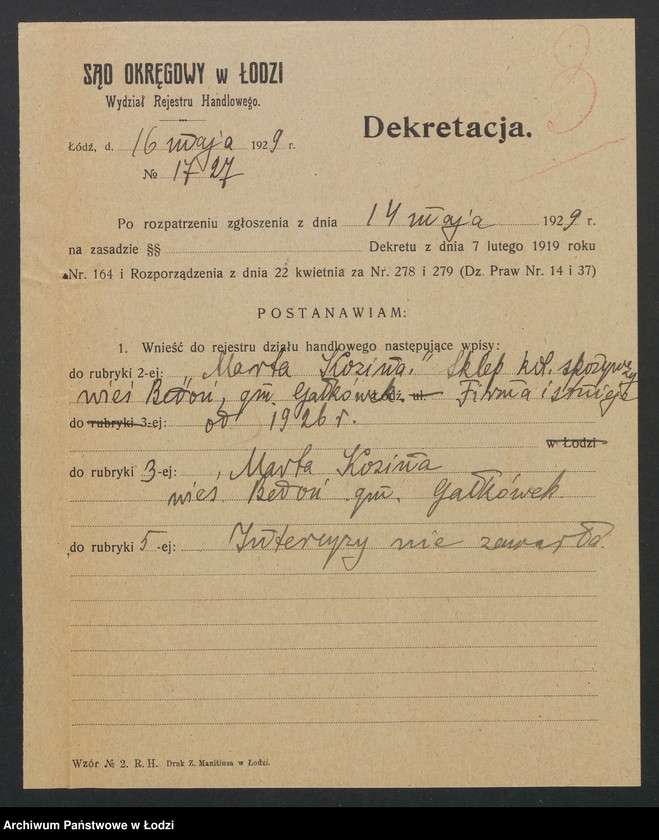 3
SĄD OKRĘGOWY w ŁODZI
Wydział Rejestru Handlowego.
Dekretacja.
Łódź, d. 16 maja 1929 r.
№ 1727
Po rozpatrzeniu zgłoszenia z dnia 14 maja 1929 r.
na zasadzie §§ Dekretu z dnia 7 lutego 1919 roku
Nr. 164 i Rozporządzenia z dnia 22 kwietnia za Nr. 278 i 279 (Dz. Praw Nr. 14 i 37)
POSTANAWIAM:
1. Wnieść do rejestru działu handlowego następujące wpisy:
do rubryki 2-ej: „Marta Kozina." Sklep kol. spożywczy
wieś Bedoń, gm. Gałkówek. Łódź, ul. Firma istnieje
do rubryki 3-ej: od 1926 r.
w Łodzi
do rubryki 3-ej: Marta Kozina
wieś Bedoń gm. Gałkówek
do rubryki 5-ej: Intercyzy nie zawarła.
Wzór № 2. R. H. Druk Z. Manitiusa w Łodzi.
Archiwum Państwowe w Łodzi